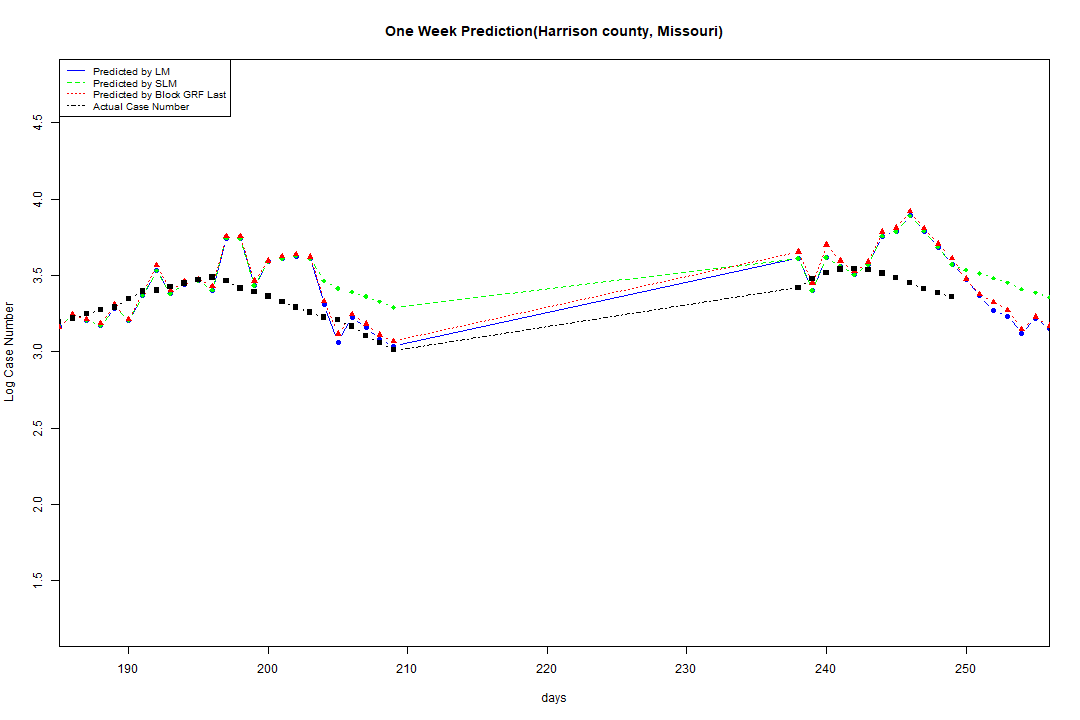 One Week Prediction(Harrison county, Missouri)
Predicted by LM
Predicted by SLM
Predicted by Block GRF Last
Actual Case Number
4.5
4.0
3.5
3.0
2.5
2.0
1.5
Log Case Number
190 200 210 220 230 240 250
days